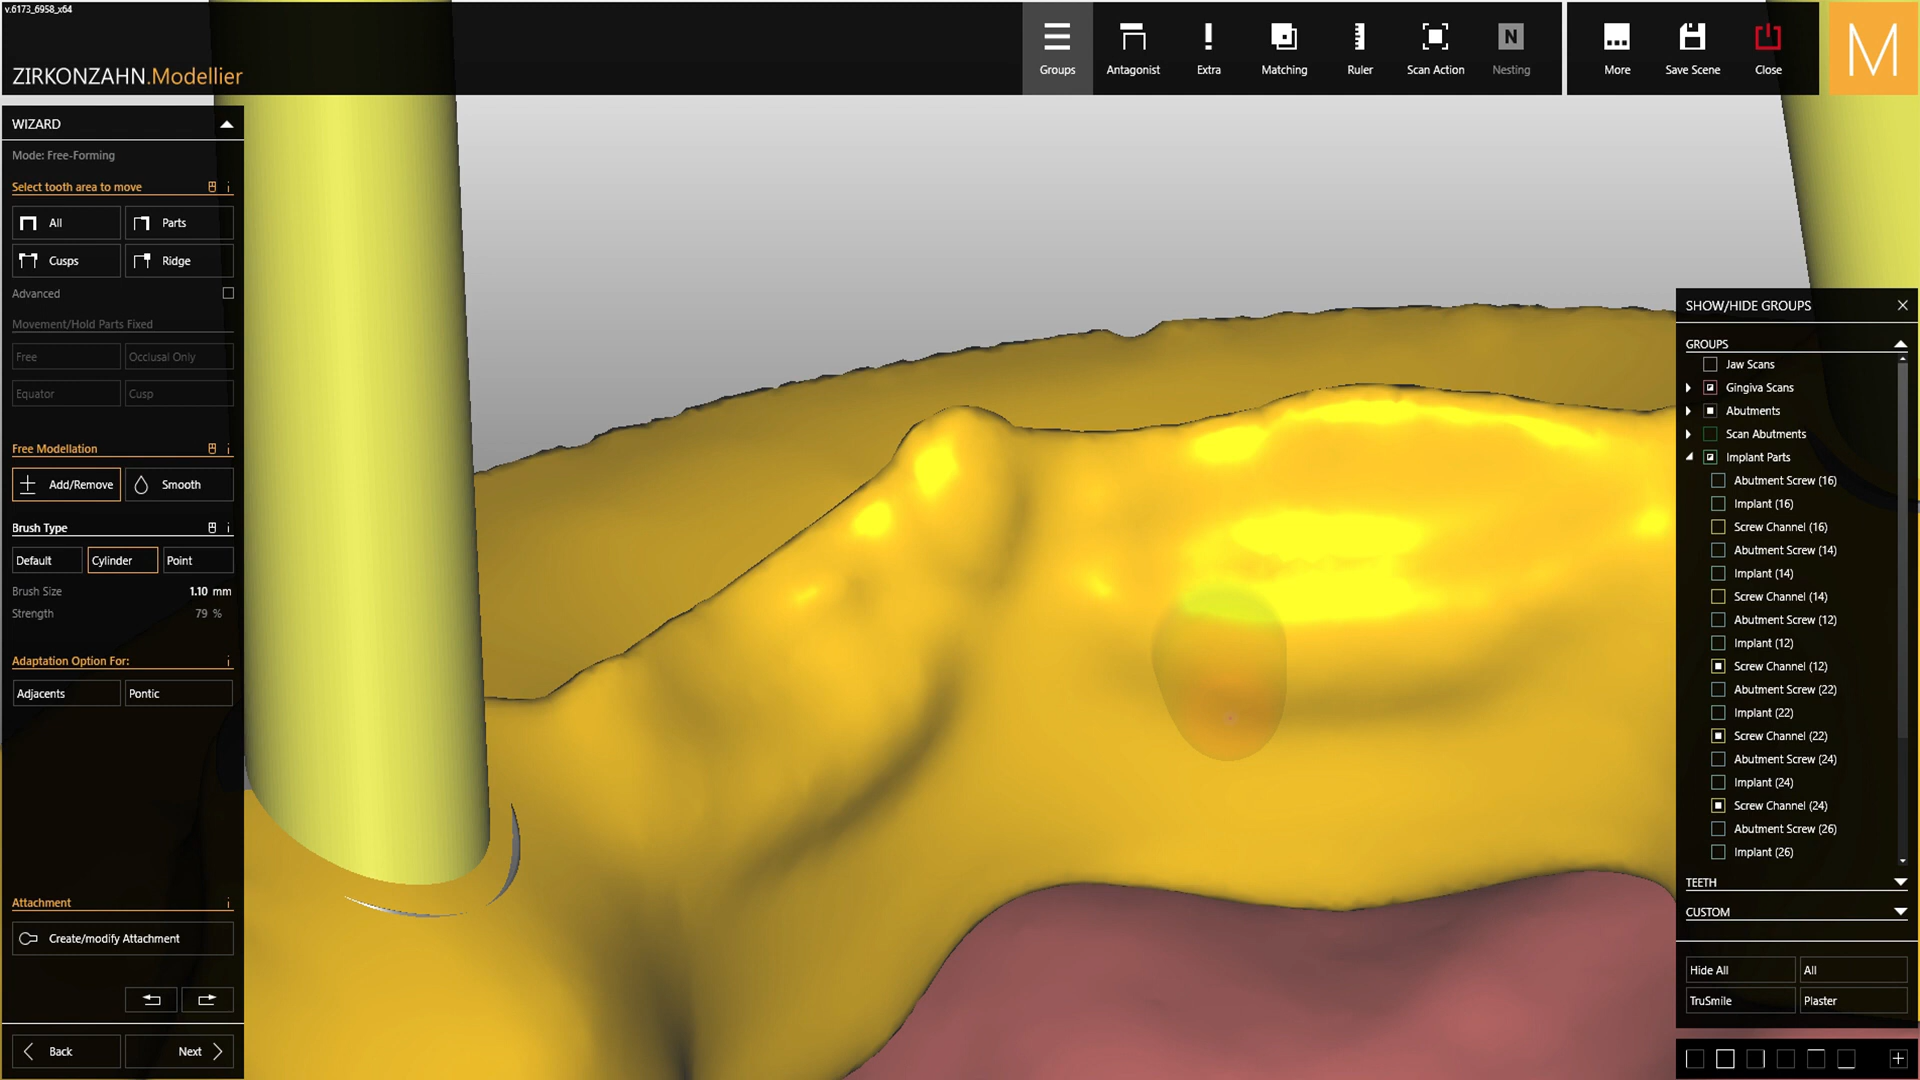 v.6173_6958_x64
ZIRKONZAHN.Modellier
Groups
Antagonist
Extra
Matching
Ruler
Scan Action
N
Nesting
More
Save Scene
Close
M
WIZARD
Mode: Free-Forming
Select tooth area to move
All
Parts
Cusps
Ridge
Advanced
Movement/Hold Parts Fixed
Free
Occlusal Only
Equator
Cusp
Free Modellation
Add/Remove
Smooth
Brush Type
Default
Cylinder
Point
Brush Size 1.10 mm
Strength 79 %
Adaptation Option For:
Adjacents
Pontic
Attachment
Create/modify Attachment
Back
Next
SHOW/HIDE GROUPS
GROUPS
Jaw Scans
Gingiva Scans
Abutments
Scan Abutments
Implant Parts
Abutment Screw (16)
Implant (16)
Screw Channel (16)
Abutment Screw (14)
Implant (14)
Screw Channel (14)
Abutment Screw (12)
Implant (12)
Screw Channel (12)
Abutment Screw (22)
Implant (22)
Screw Channel (22)
Abutment Screw (24)
Implant (24)
Screw Channel (24)
Abutment Screw (26)
Implant (26)
TEETH
CUSTOM
Hide All
All
TruSmile
Plaster